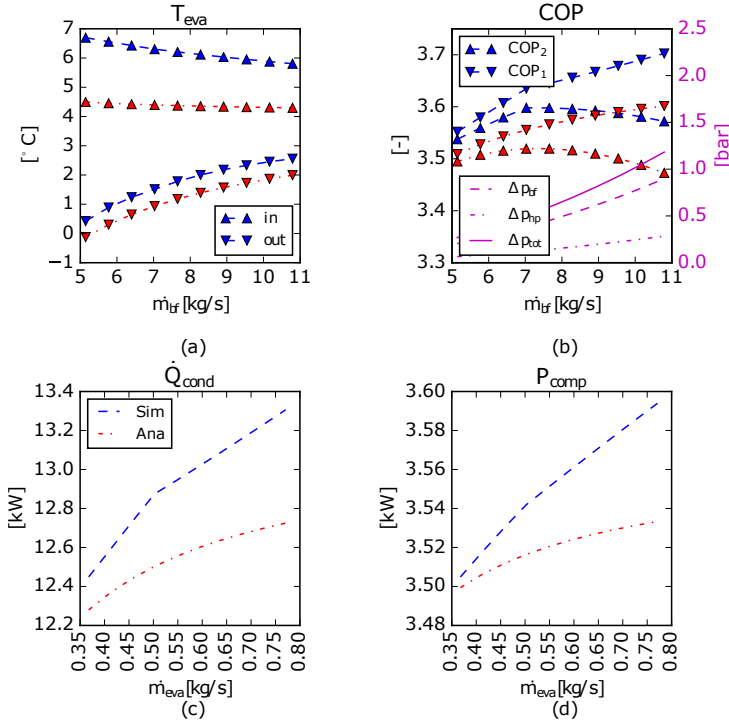 T_eva
COP
7
6
5
4
3
2
1
0
−1
[°C]
in
out
5 6 7 8 9 10 11
ṁ_bf [kg/s]
(a)
3.7
3.6
3.5
3.4
3.3
[-]
COP₂
COP₁
Δp_bf
Δp_hp
Δp_tot
2.5
2.0
1.5
1.0
0.5
0.0
[bar]
5 6 7 8 9 10 11
ṁ_bf [kg/s]
(b)
Q̇_cond
13.4
13.2
13.0
12.8
12.6
12.4
12.2
[kW]
Sim
Ana
0.35 0.40 0.45 0.50 0.55 0.60 0.65 0.70 0.75 0.80
ṁ_eva [kg/s]
(c)
P_comp
3.60
3.58
3.56
3.54
3.52
3.50
3.48
[kW]
0.35 0.40 0.45 0.50 0.55 0.60 0.65 0.70 0.75 0.80
ṁ_eva [kg/s]
(d)